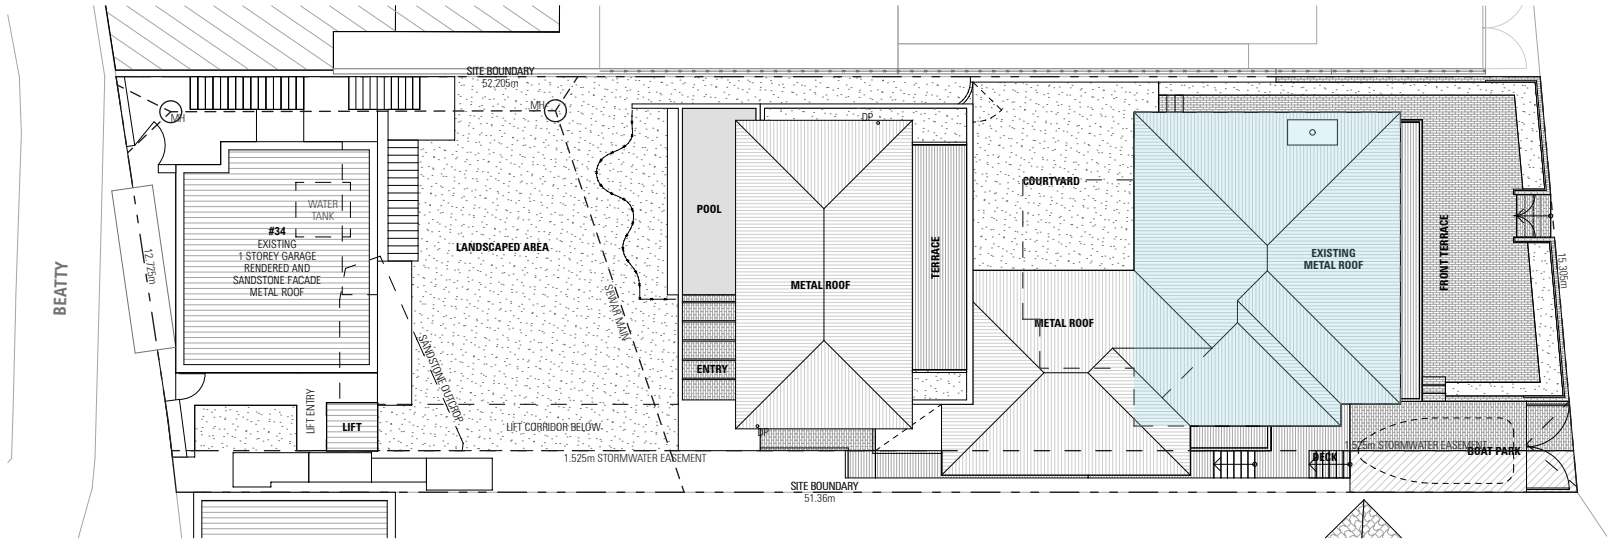 SITE BOUNDARY
52.205m
MH
MH
DP
WATER
TANK
#34
EXISTING
1 STOREY GARAGE
RENDERED AND
SANDSTONE FACADE
METAL ROOF
12.725m
BEATTY
LANDSCAPED AREA
SEWAR MAIN
SANDSTONE OUTCROP
POOL
ENTRY
METAL ROOF
TERRACE
COURTYARD
METAL ROOF
EXISTING
METAL ROOF
FRONT TERRACE
15.305m
LIFT ENTRY
LIFT
LIFT CORRIDOR BELOW
DP
1.525m STORMWATER EASEMENT
SITE BOUNDARY
51.36m
DECK
1.575m STORMWATER EASEMENT
BOAT PARK